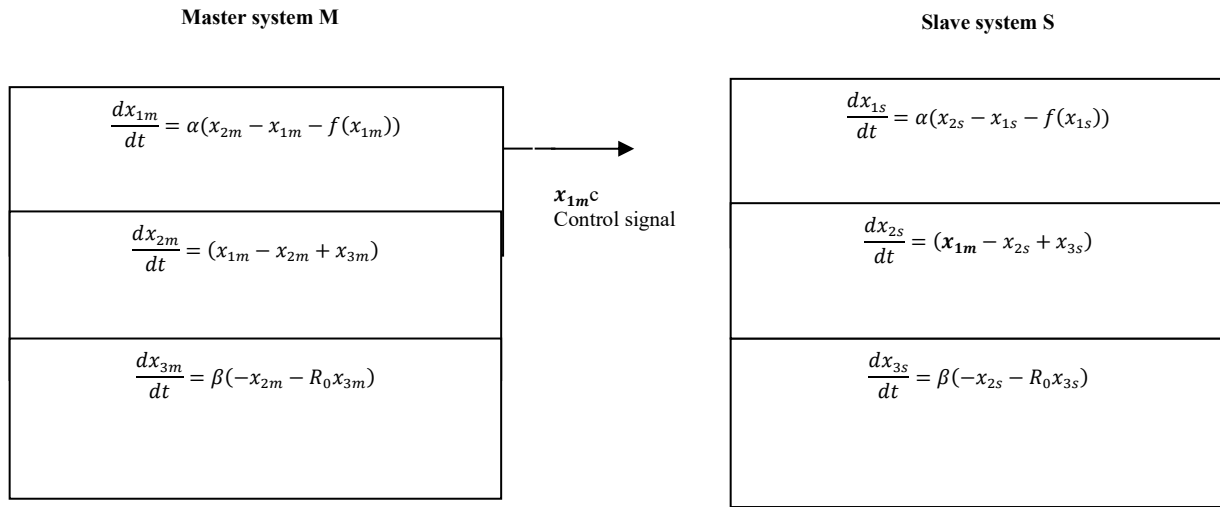 Master system M
Slave system S
dx₁ₘ/dt = α(x₂ₘ − x₁ₘ − f(x₁ₘ))
dx₂ₘ/dt = (x₁ₘ − x₂ₘ + x₃ₘ)
dx₃ₘ/dt = β(−x₂ₘ − R₀x₃ₘ)
x₁ₘc
Control signal
dx₁ₛ/dt = α(x₂ₛ − x₁ₛ − f(x₁ₛ))
dx₂ₛ/dt = (x₁ₘ − x₂ₛ + x₃ₛ)
dx₃ₛ/dt = β(−x₂ₛ − R₀x₃ₛ)